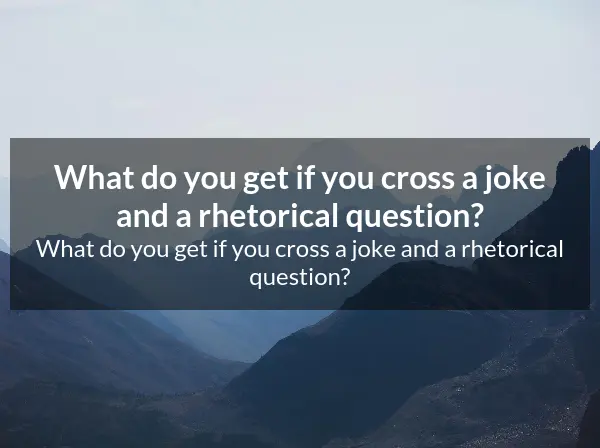 What do you get if you cross a joke
and a rhetorical question?
What do you get if you cross a joke and a rhetorical
question?